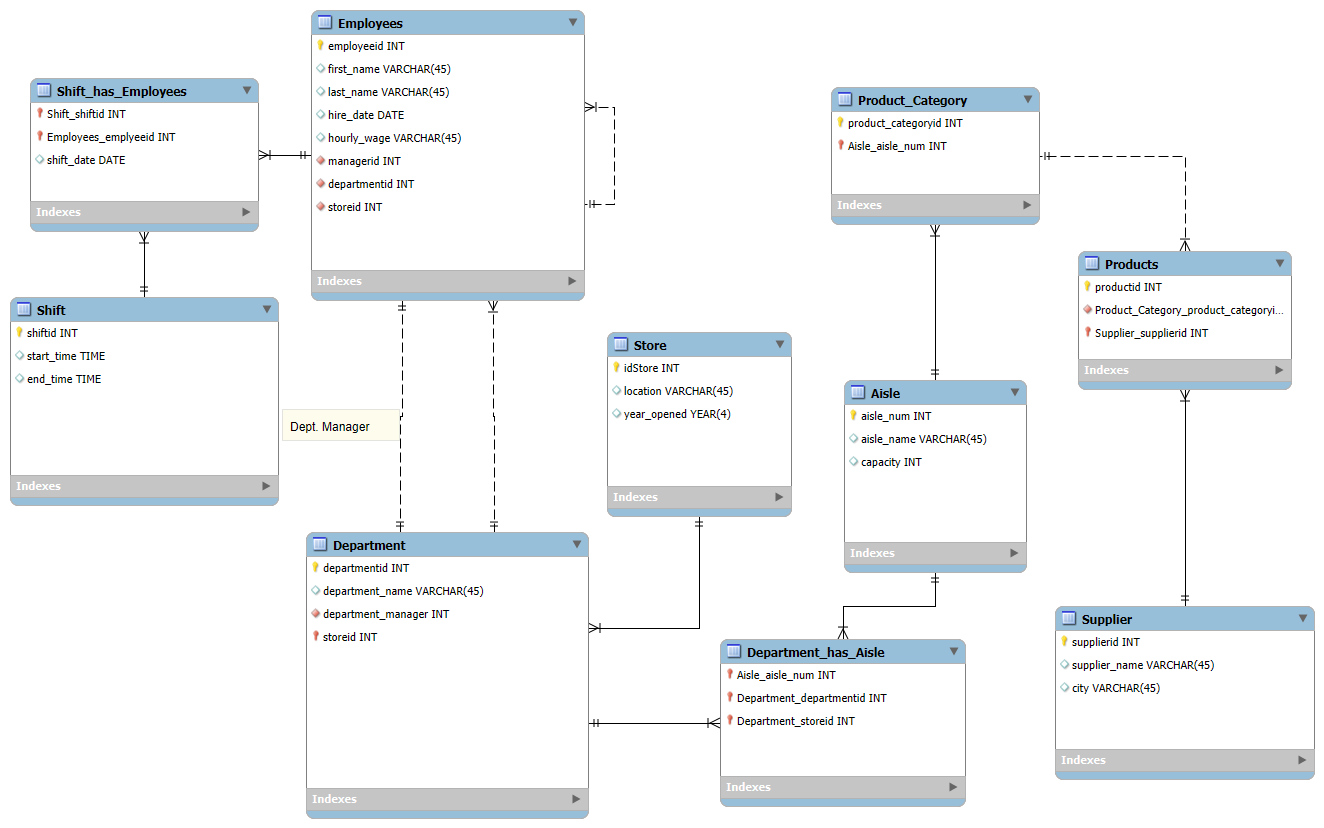 Employees
employeeid INT
first_name VARCHAR(45)
last_name VARCHAR(45)
hire_date DATE
hourly_wage VARCHAR(45)
managerid INT
departmentid INT
storeid INT
Indexes
Shift_has_Employees
Shift_shiftid INT
Employees_emplyeeid INT
shift_date DATE
Indexes
Product_Category
product_categoryid INT
Aisle_aisle_num INT
Indexes
Products
productid INT
Product_Category_product_categoryi...
Supplier_supplierid INT
Indexes
Shift
shiftid INT
start_time TIME
end_time TIME
Indexes
Dept. Manager
Store
idStore INT
location VARCHAR(45)
year_opened YEAR(4)
Indexes
Aisle
aisle_num INT
aisle_name VARCHAR(45)
capacity INT
Indexes
Department
departmentid INT
department_name VARCHAR(45)
department_manager INT
storeid INT
Indexes
Department_has_Aisle
Aisle_aisle_num INT
Department_departmentid INT
Department_storeid INT
Indexes
Supplier
supplierid INT
supplier_name VARCHAR(45)
city VARCHAR(45)
Indexes